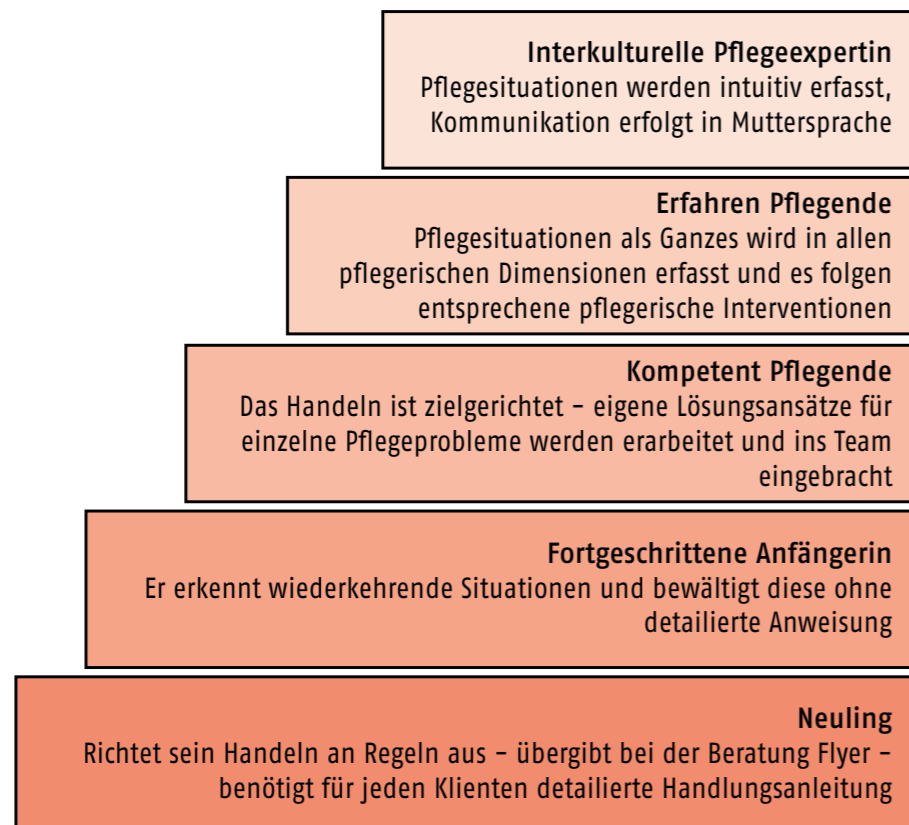 Interkulturelle Pflegeexpertin
Pflegesituationen werden intuitiv erfasst,
Kommunikation erfolgt in Muttersprache
Erfahren Pflegende
Pflegesituationen als Ganzes wird in allen
pflegerischen Dimensionen erfasst und es folgen
entsprechene pflegerische Interventionen
Kompetent Pflegende
Das Handeln ist zielgerichtet – eigene Lösungsansätze für
einzelne Pflegeprobleme werden erarbeitet und ins Team
eingebracht
Fortgeschrittene Anfängerin
Er erkennt wiederkehrende Situationen und bewältigt diese ohne
detailierte Anweisung
Neuling
Richtet sein Handeln an Regeln aus – übergibt bei der Beratung Flyer –
benötigt für jeden Klienten detailierte Handlungsanleitung